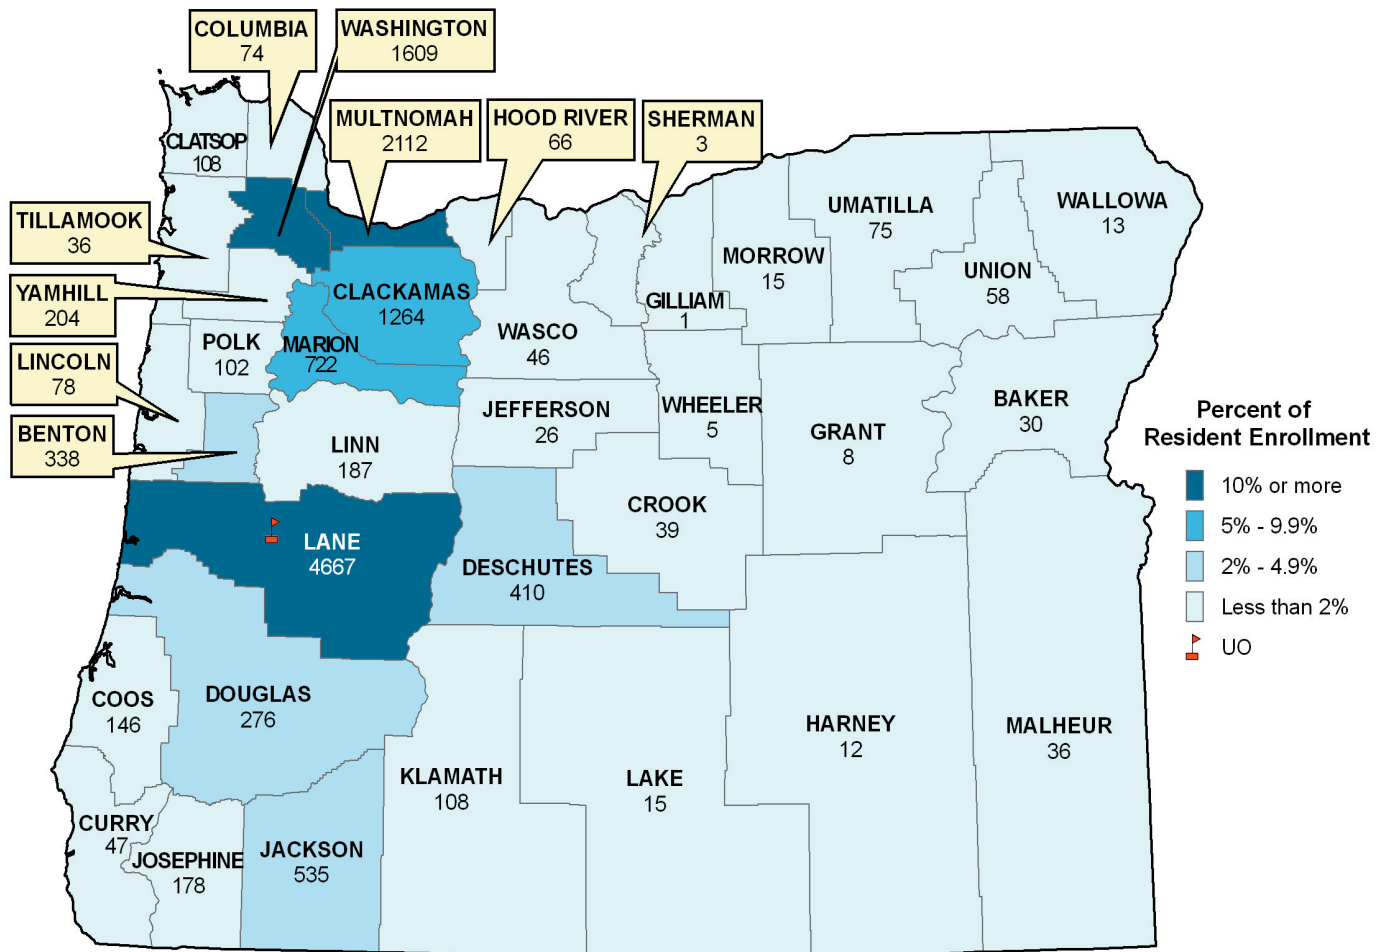 COLUMBIA
74
WASHINGTON
1609
MULTNOMAH
2112
HOOD RIVER
66
SHERMAN
3
CLATSOP
108
TILLAMOOK
36
YAMHILL
204
LINCOLN
78
BENTON
338
UMATILLA
75
WALLOWA
13
MORROW
15
UNION
58
GILLIAM
1
CLACKAMAS
1264
WASCO
46
POLK
102
MARION
722
JEFFERSON
26
WHEELER
5
GRANT
8
BAKER
30
LINN
187
CROOK
39
LANE
4667
DESCHUTES
410
COOS
146
DOUGLAS
276
HARNEY
12
MALHEUR
36
KLAMATH
108
LAKE
15
CURRY
47
JOSEPHINE
178
JACKSON
535
Percent of
Resident Enrollment
10% or more
5% - 9.9%
2% - 4.9%
Less than 2%
UO